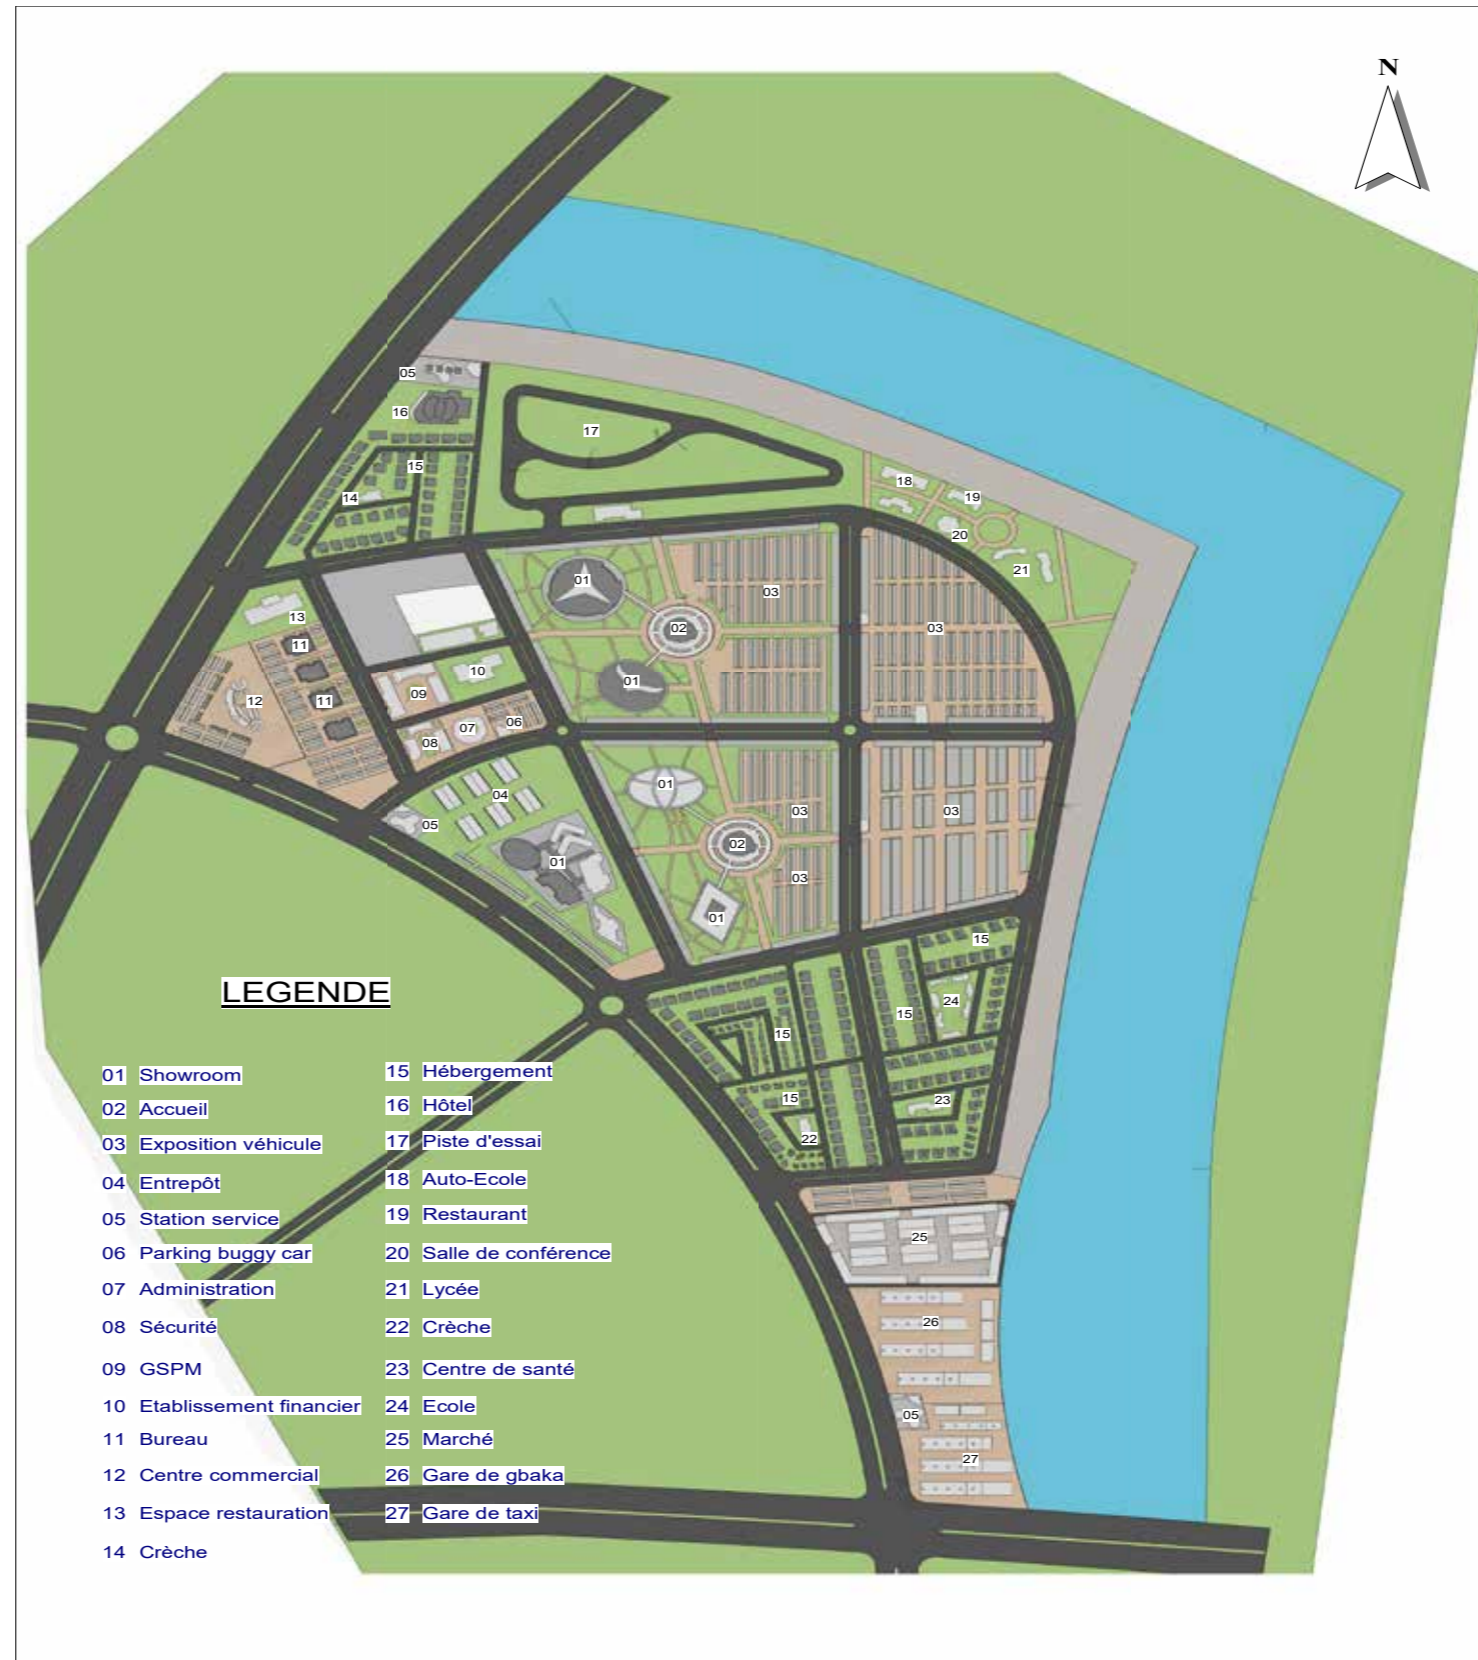 N
05
16
17
15
14
18
19
20
21
01
03
02
03
13
11
10
01
09
12
11
07
06
08
01
04
03
03
05
02
01
03
01
15
24
15
15
15
23
22
25
26
05
27
LEGENDE
01 Showroom
02 Accueil
03 Exposition véhicule
04 Entrepôt
05 Station service
06 Parking buggy car
07 Administration
08 Sécurité
09 GSPM
10 Etablissement financier
11 Bureau
12 Centre commercial
13 Espace restauration
14 Crèche
15 Hébergement
16 Hôtel
17 Piste d'essai
18 Auto-Ecole
19 Restaurant
20 Salle de conférence
21 Lycée
22 Crèche
23 Centre de santé
24 Ecole
25 Marché
26 Gare de gbaka
27 Gare de taxi